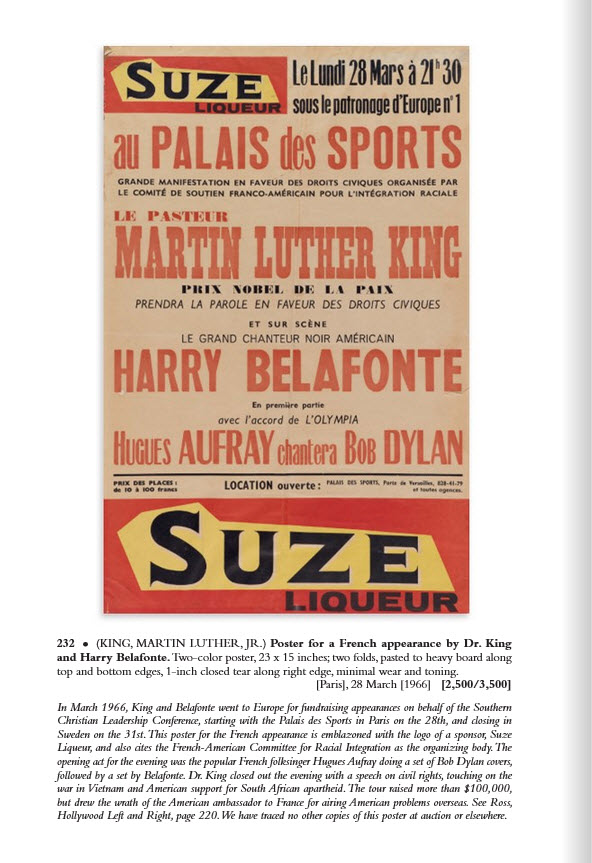 SUZE
LIQUEUR
Le Lundi 28 Mars à 21h30
sous le patronage d'Europe n°1
au PALAIS des SPORTS
GRANDE MANIFESTATION EN FAVEUR DES DROITS CIVIQUES ORGANISÉE PAR
LE COMITÉ DE SOUTIEN FRANCO-AMÉRICAIN POUR L'INTÉGRATION RACIALE
LE PASTEUR
MARTIN LUTHER KING
PRIX NOBEL DE LA PAIX
PRENDRA LA PAROLE EN FAVEUR DES DROITS CIVIQUES
ET SUR SCÈNE
LE GRAND CHANTEUR NOIR AMÉRICAIN
HARRY BELAFONTE
En première partie
avec l'accord de L'OLYMPIA
HUGUES AUFRAY chantera BOB DYLAN
PRIX DES PLACES :
de 10 à 100 francs
LOCATION ouverte :
PALAIS DES SPORTS, Porte de Versailles, 828-41-79
et toutes agences.
SUZE
LIQUEUR
232 • (KING, MARTIN LUTHER, JR.) Poster for a French appearance by Dr. King
and Harry Belafonte. Two-color poster, 23 x 15 inches; two folds, pasted to heavy board along
top and bottom edges, 1-inch closed tear along right edge, minimal wear and toning.
[Paris], 28 March [1966] [2,500/3,500]
In March 1966, King and Belafonte went to Europe for fundraising appearances on behalf of the Southern
Christian Leadership Conference, starting with the Palais des Sports in Paris on the 28th, and closing in
Sweden on the 31st. This poster for the French appearance is emblazoned with the logo of a sponsor, Suze
Liqueur, and also cites the French-American Committee for Racial Integration as the organizing body. The
opening act for the evening was the popular French folksinger Hugues Aufray doing a set of Bob Dylan covers,
followed by a set by Belafonte. Dr. King closed out the evening with a speech on civil rights, touching on the
war in Vietnam and American support for South African apartheid. The tour raised more than $100,000,
but drew the wrath of the American ambassador to France for airing American problems overseas. See Ross,
Hollywood Left and Right, page 220. We have traced no other copies of this poster at auction or elsewhere.